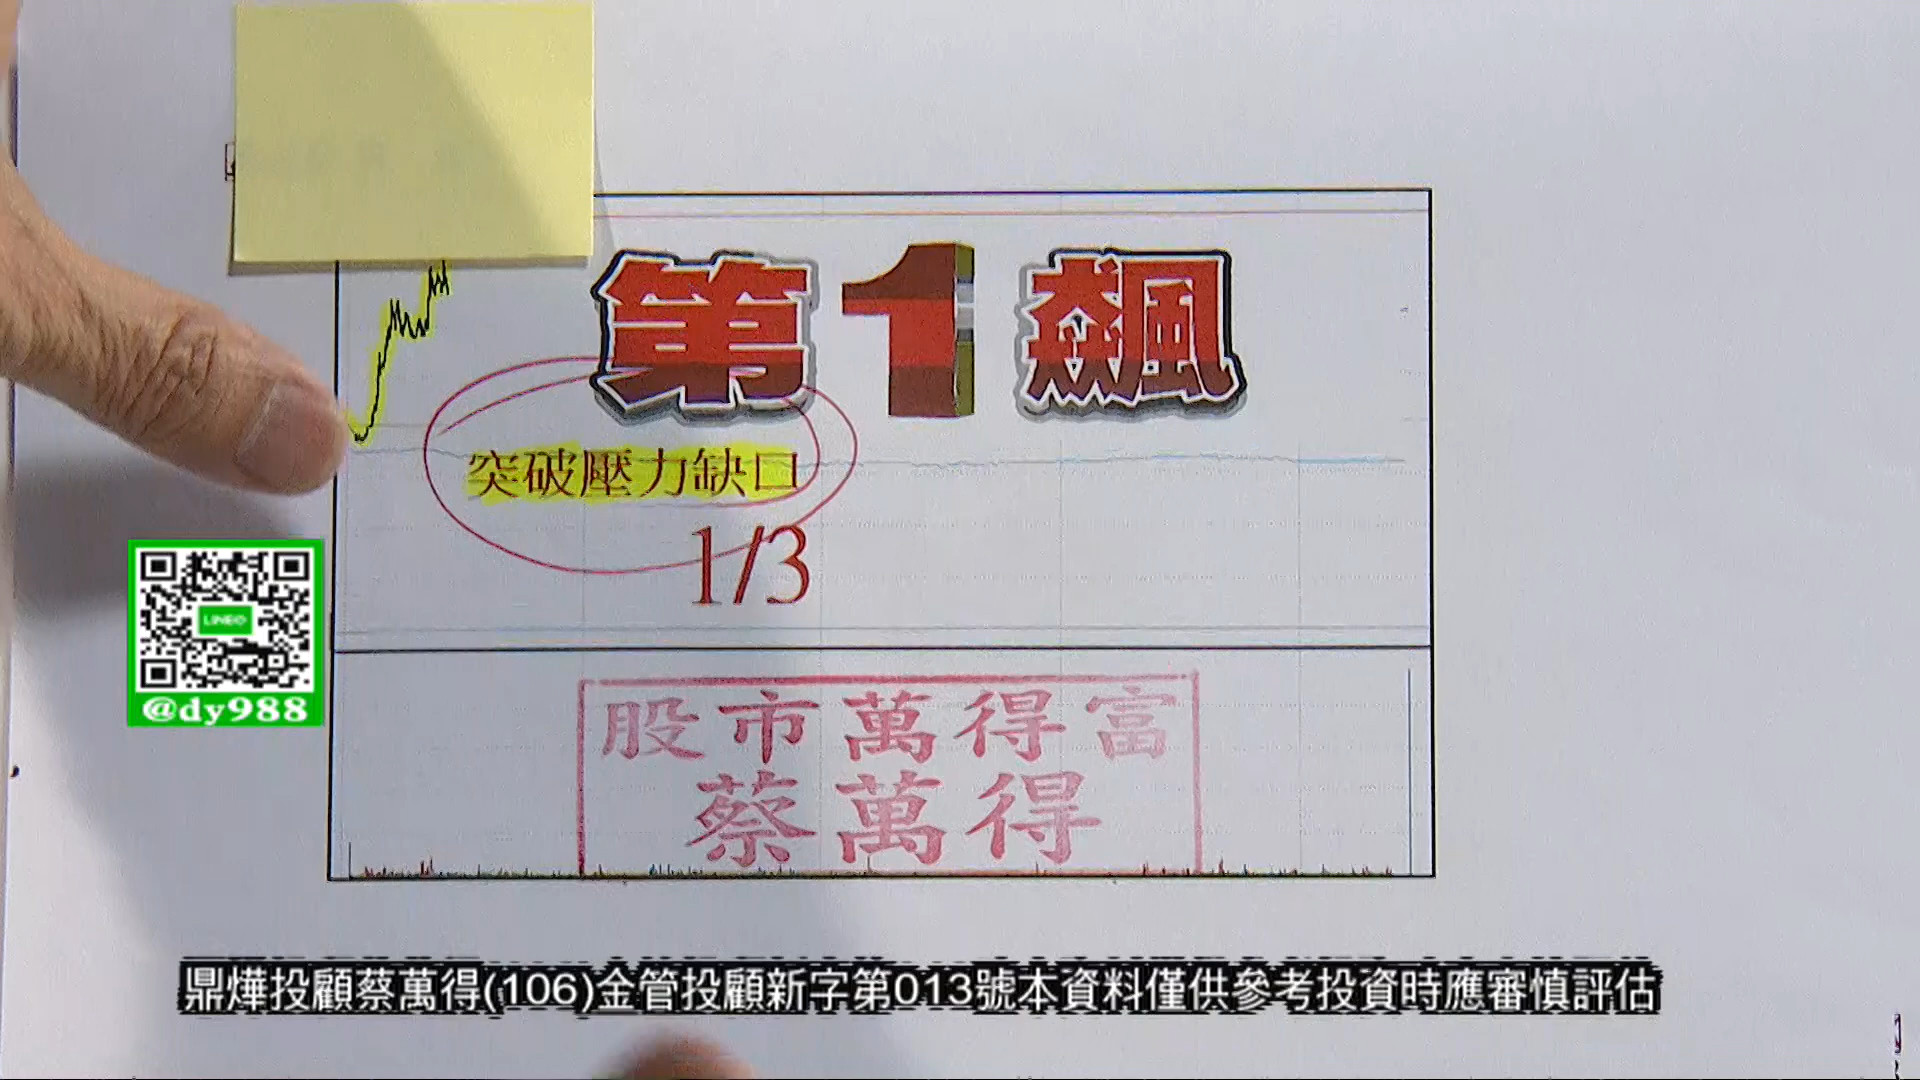 第1飆
突破壓力缺口
1/3
@dy988
股市萬得富
蔡萬得
鼎燁投顧蔡萬得(106)金管投顧新字第013號本資料僅供參考投資時應審慎評估